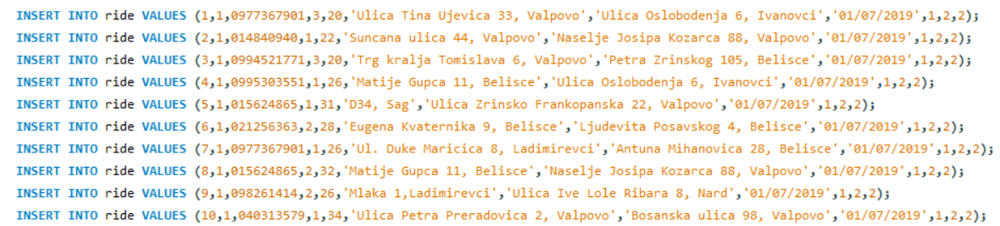 INSERT INTO ride VALUES (1,1,0977367901,3,20,'Ulica Tina Ujevica 33, Valpovo','Ulica Oslobodenja 6, Ivanovci','01/07/2019',1,2,2);
INSERT INTO ride VALUES (2,1,014840940,1,22,'Suncana ulica 44, Valpovo','Naselje Josipa Kozarca 88, Valpovo','01/07/2019',1,2,2);
INSERT INTO ride VALUES (3,1,0994521771,3,20,'Trg kralja Tomislava 6, Valpovo','Petra Zrinskog 105, Belisce','01/07/2019',1,2,2);
INSERT INTO ride VALUES (4,1,0995303551,1,26,'Matije Gupca 11, Belisce','Ulica Oslobodenja 6, Ivanovci','01/07/2019',1,2,2);
INSERT INTO ride VALUES (5,1,015624865,1,31,'D34, Sag','Ulica Zrinsko Frankopanska 22, Valpovo','01/07/2019',1,2,2);
INSERT INTO ride VALUES (6,1,021256363,2,28,'Eugena Kvaternika 9, Belisce','Ljudevita Posavskog 4, Belisce','01/07/2019',1,2,2);
INSERT INTO ride VALUES (7,1,0977367901,1,26,'Ul. Duke Maricica 8, Ladimirevci','Antuna Mihanovica 28, Belisce','01/07/2019',1,2,2);
INSERT INTO ride VALUES (8,1,015624865,2,32,'Matije Gupca 11, Belisce','Naselje Josipa Kozarca 88, Valpovo','01/07/2019',1,2,2);
INSERT INTO ride VALUES (9,1,098261414,2,26,'Mlaka 1,Ladimirevci','Ulica Ive Lole Ribara 8, Nard','01/07/2019',1,2,2);
INSERT INTO ride VALUES (10,1,040313579,1,34,'Ulica Petra Preradovica 2, Valpovo','Bosanska ulica 98, Valpovo','01/07/2019',1,2,2);